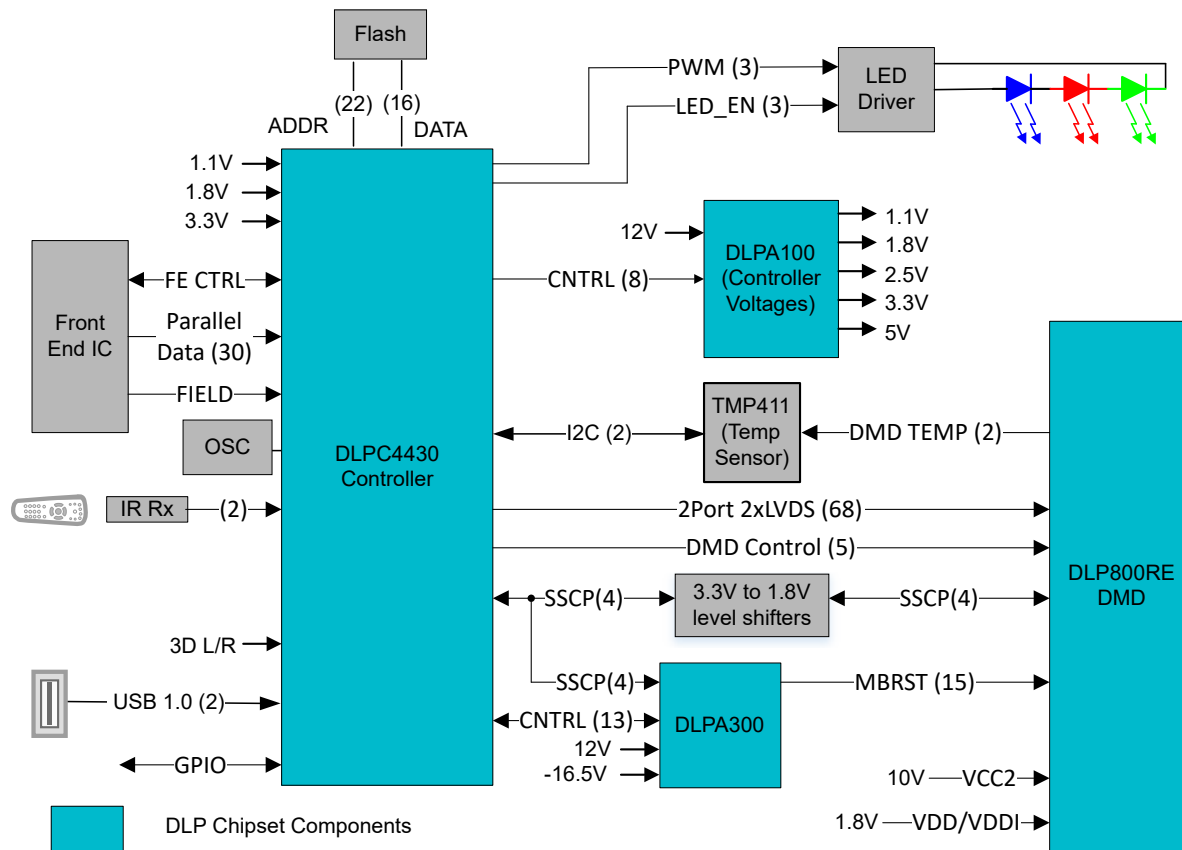 Flash
(22)
(16)
ADDR
DATA
PWM (3)
LED_EN (3)
LED
Driver
1.1V
1.8V
3.3V
12V
DLPA100
(Controller
Voltages)
1.1V
1.8V
2.5V
3.3V
5V
CNTRL (8)
Front
End IC
FE CTRL
Parallel
Data (30)
FIELD
OSC
DLPC4430
Controller
I2C (2)
TMP411
(Temp
Sensor)
DMD TEMP (2)
IR Rx
(2)
2Port 2xLVDS (68)
DMD Control (5)
SSCP(4)
3.3V to 1.8V
level shifters
SSCP(4)
DLP800RE
DMD
3D L/R
SSCP(4)
MBRST (15)
USB 1.0 (2)
CNTRL (13)
DLPA300
12V
-16.5V
GPIO
10V
VCC2
1.8V
VDD/VDDI
DLP Chipset Components